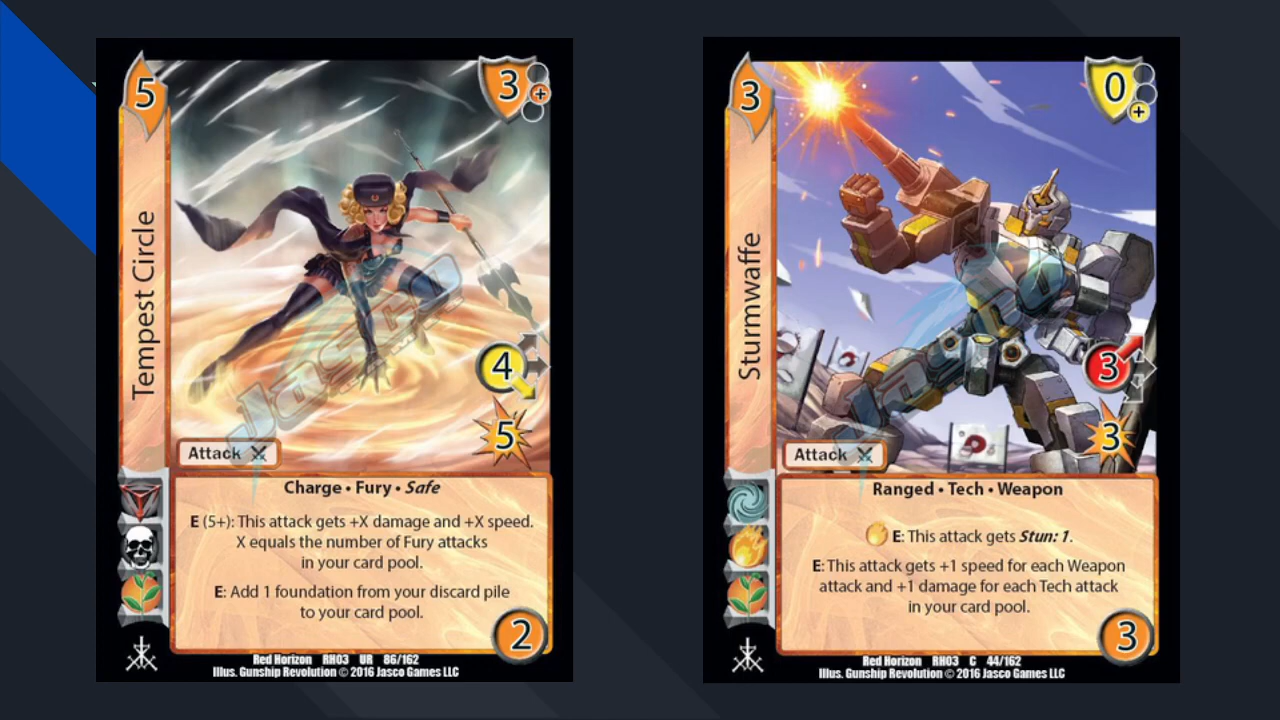 5
3
+
Tempest Circle
Jasco
GAMES
4
5
Attack
Charge • Fury • Safe
E (5+): This attack gets +X damage and +X speed.
X equals the number of Fury attacks
in your card pool.
E: Add 1 foundation from your discard pile
to your card pool.
2
Red Horizon RH03 UR 86/162
Illus. Gunship Revolution © 2016 Jasco Games LLC
3
0
+
Sturmwaffe
3
3
Attack
Ranged • Tech • Weapon
E: This attack gets Stun: 1.
E: This attack gets +1 speed for each Weapon
attack and +1 damage for each Tech attack
in your card pool.
3
Red Horizon RH03 C 44/162
Illus. Gunship Revolution © 2016 Jasco Games LLC